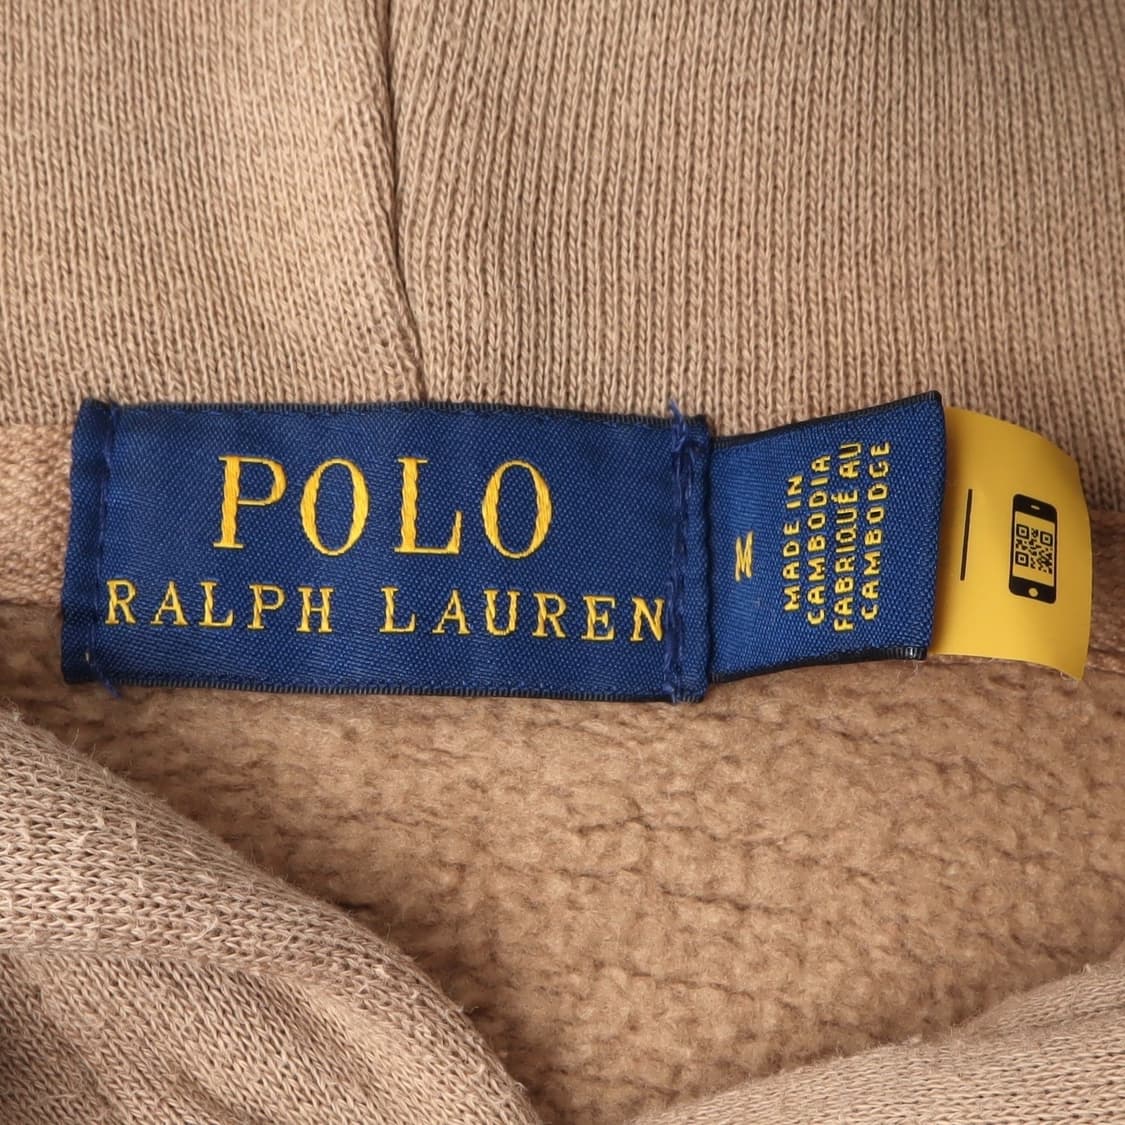 POLO
RALPH LAUREN
M
MADE IN
CAMBODIA
FABRIQUÉ AU
CAMBODGE